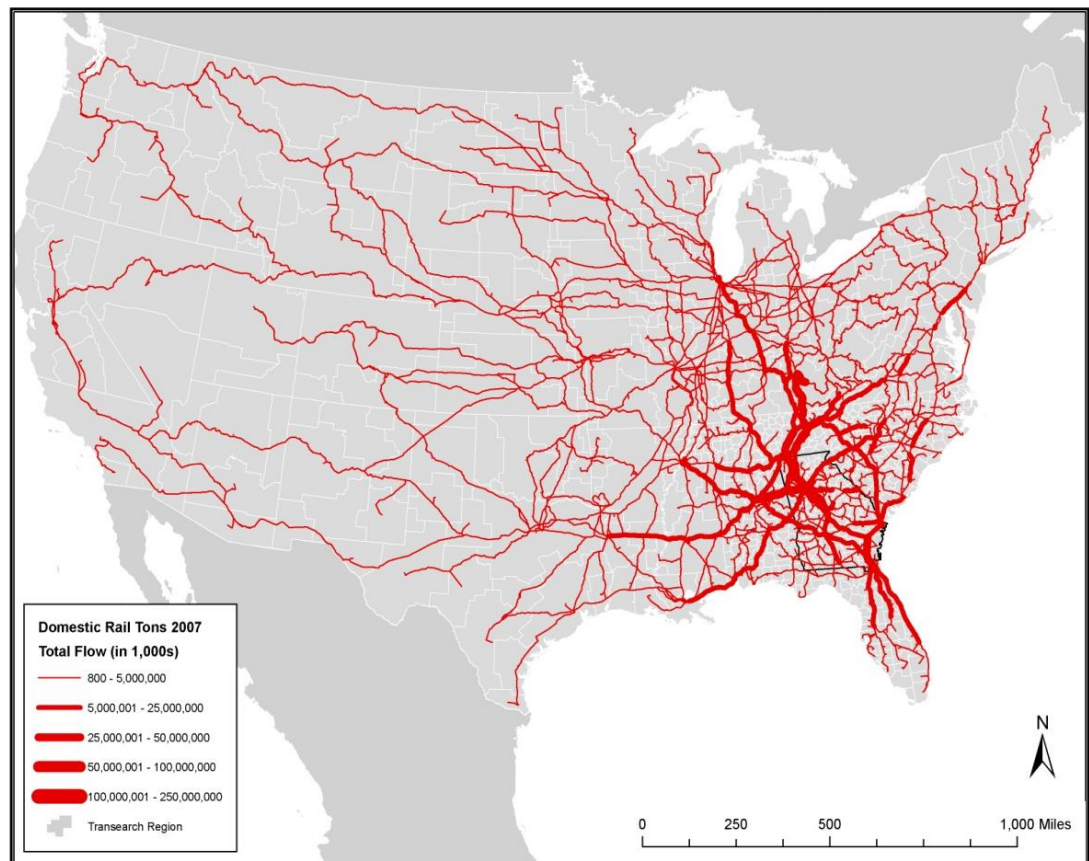 Domestic Rail Tons 2007
Total Flow (in 1,000s)
800 - 5,000,000
5,000,001 - 25,000,000
25,000,001 - 50,000,000
50,000,001 - 100,000,000
100,000,001 - 250,000,000
Transearch Region
N
0 250 500 1,000 Miles